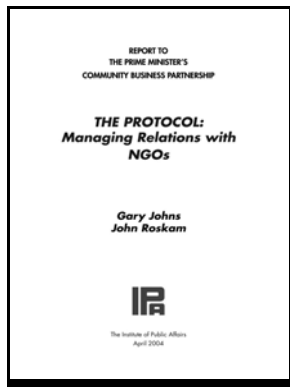 REPORT TO
THE PRIME MINISTER'S
COMMUNITY BUSINESS PARTNERSHIP
THE PROTOCOL:
Managing Relations with
NGOs
Gary Johns
John Roskam
IPA
The Institute of Public Affairs
April 2004